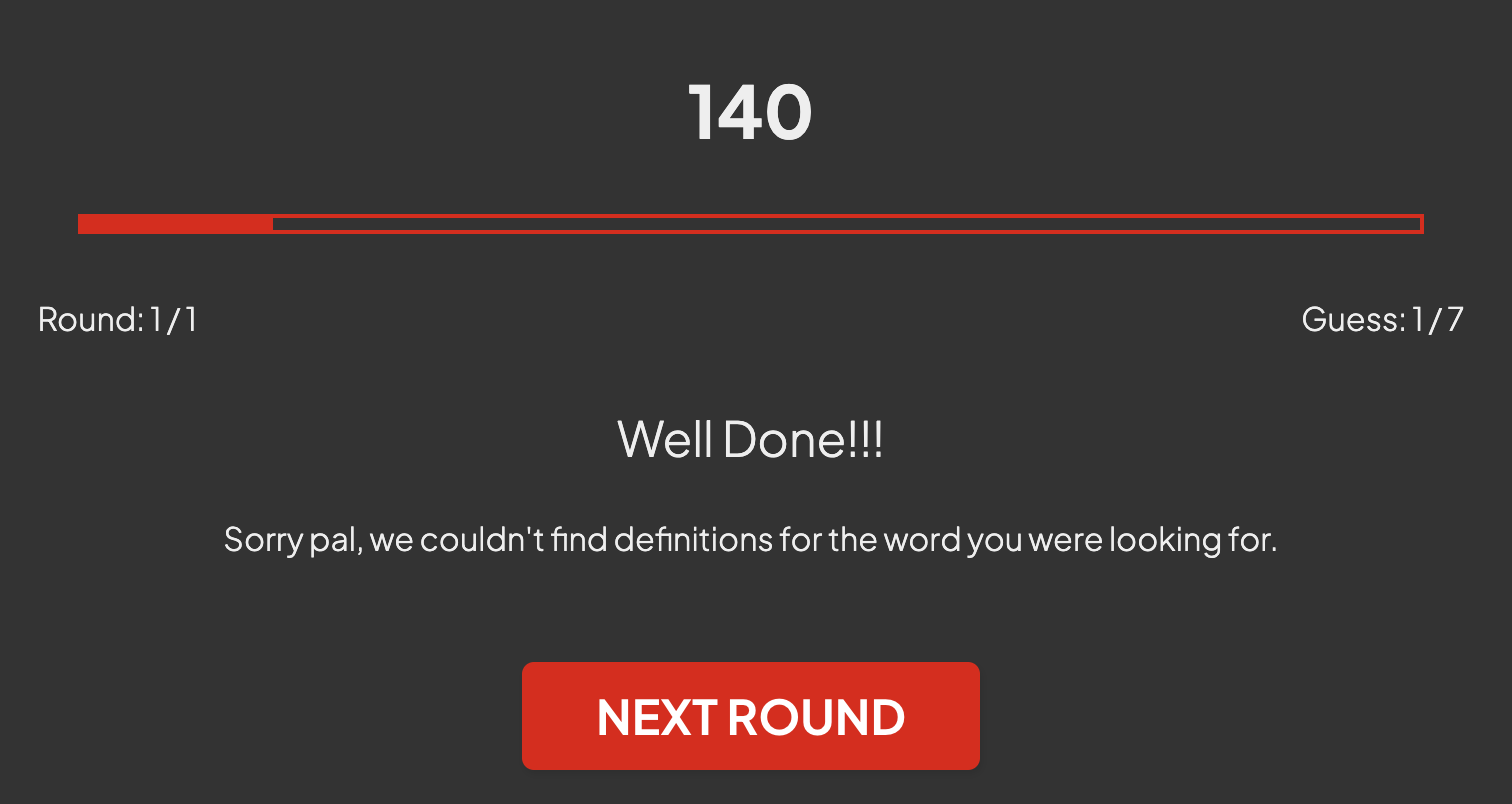 140
Round: 1 / 1
Guess: 1 / 7
Well Done!!!
Sorry pal, we couldn't find definitions for the word you were looking for.
NEXT ROUND